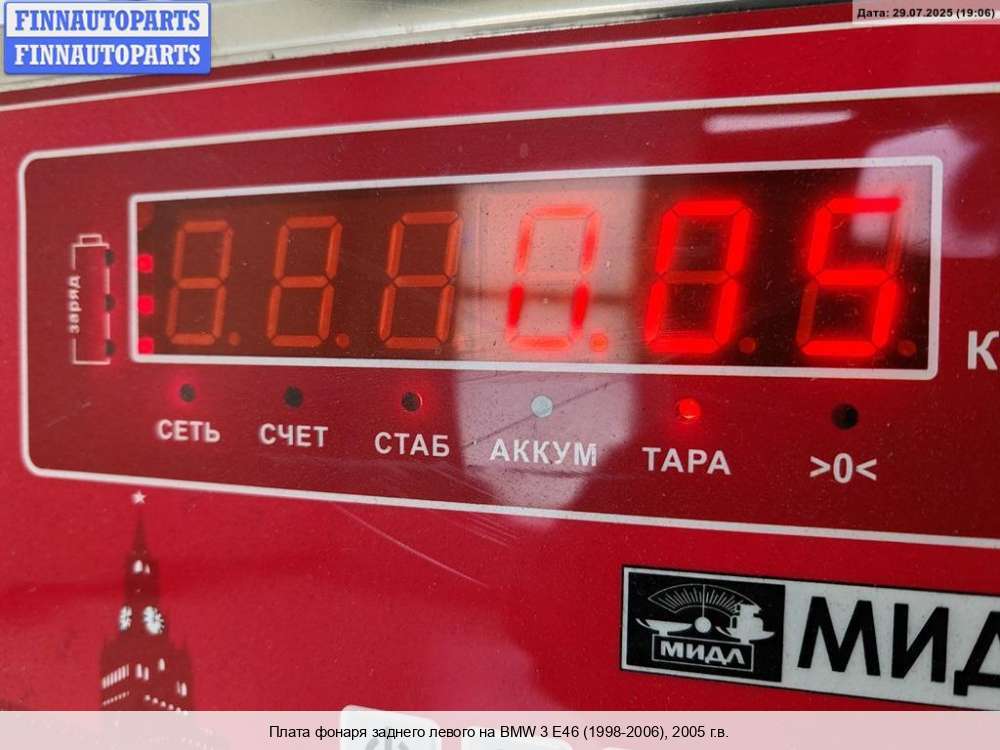 FINNAUTOPARTS
FINNAUTOPARTS
Дата: 29.07.2025 (19:06)
заряд
0.05
К
СЕТЬ СЧЕТ СТАБ АККУМ ТАРА >0<
МИДЛ
МИД
Плата фонаря заднего левого на BMW 3 E46 (1998-2006), 2005 г.в.